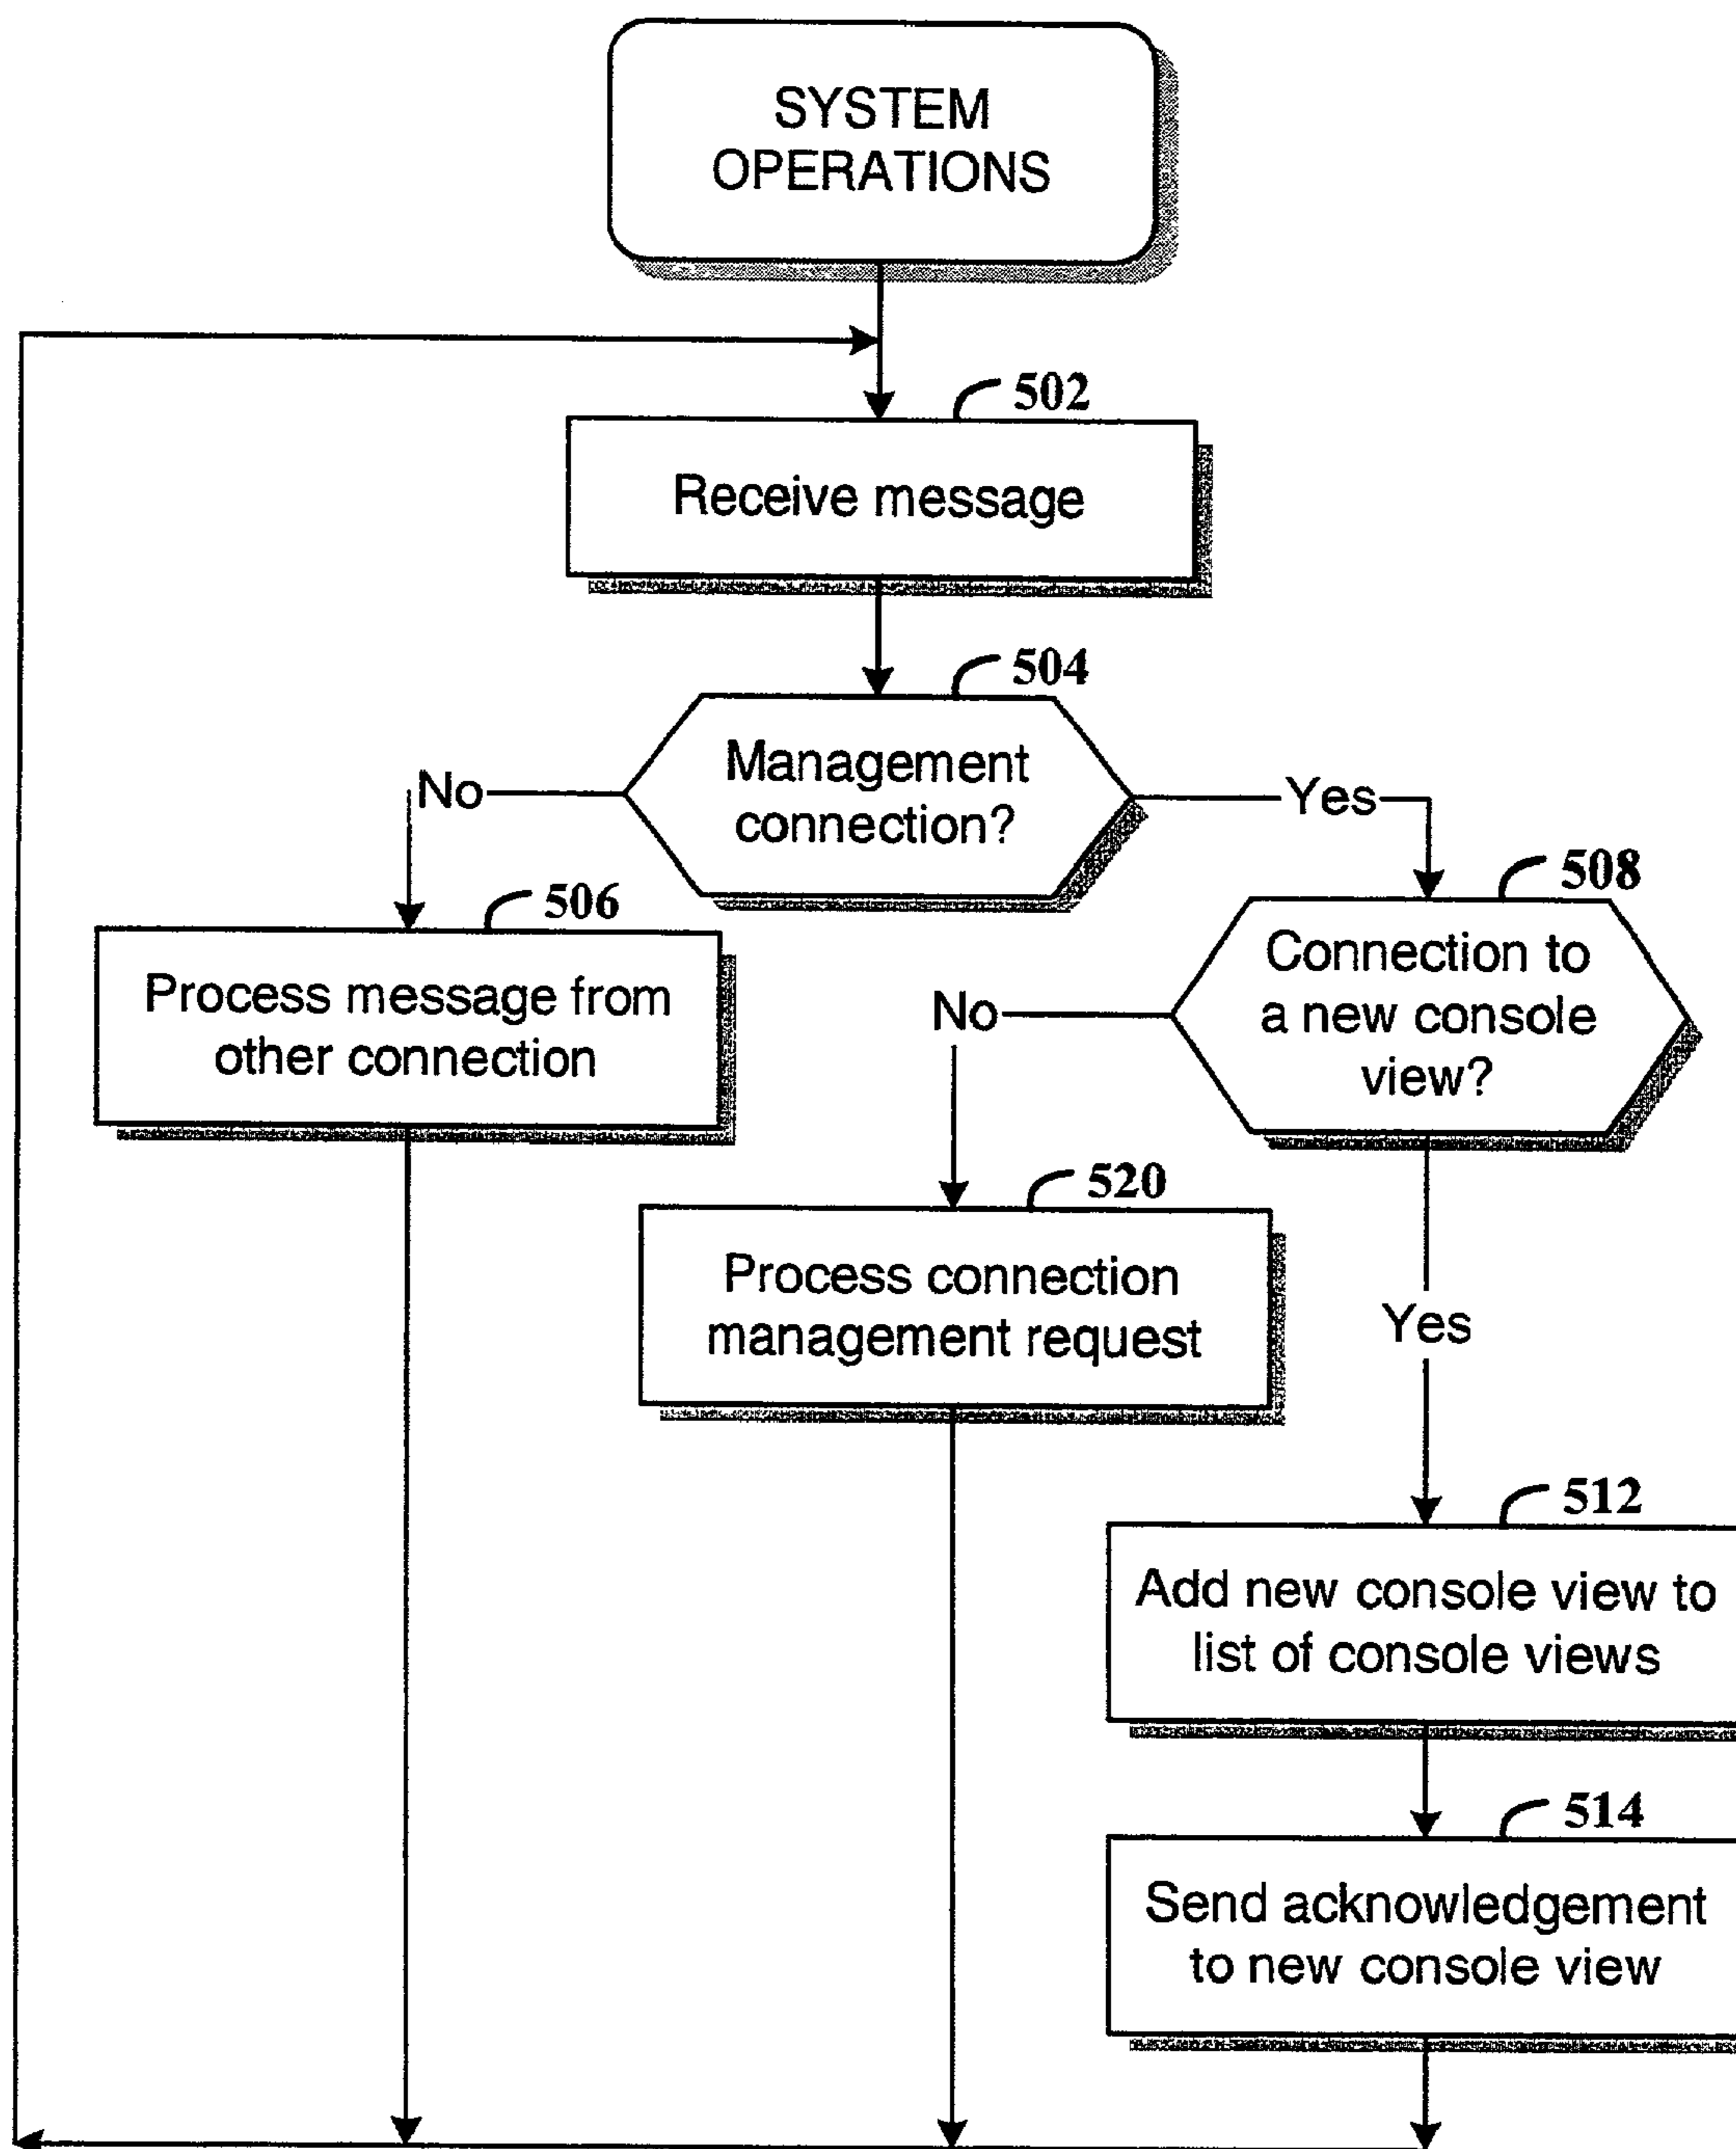 SYSTEM
OPERATIONS
502
Receive message
504
Management
connection?
No
Yes
506
Process message from
other connection
508
Connection to
a new console
view?
No
520
Process connection
management request
Yes
512
Add new console view to
list of console views
514
Send acknowledgement
to new console view